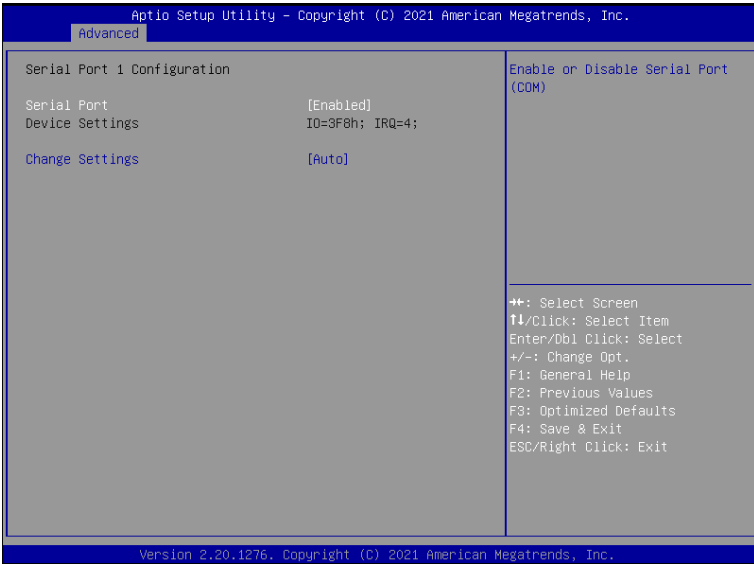 Aptio Setup Utility – Copyright (C) 2021 American Megatrends, Inc.
Advanced
Serial Port 1 Configuration
Serial Port [Enabled]
Device Settings IO=3F8h; IRQ=4;
Change Settings [Auto]
Enable or Disable Serial Port
(COM)
→←: Select Screen
↑↓/Click: Select Item
Enter/Dbl Click: Select
+/-: Change Opt.
F1: General Help
F2: Previous Values
F3: Optimized Defaults
F4: Save & Exit
ESC/Right Click: Exit
Version 2.20.1276. Copyright (C) 2021 American Megatrends, Inc.